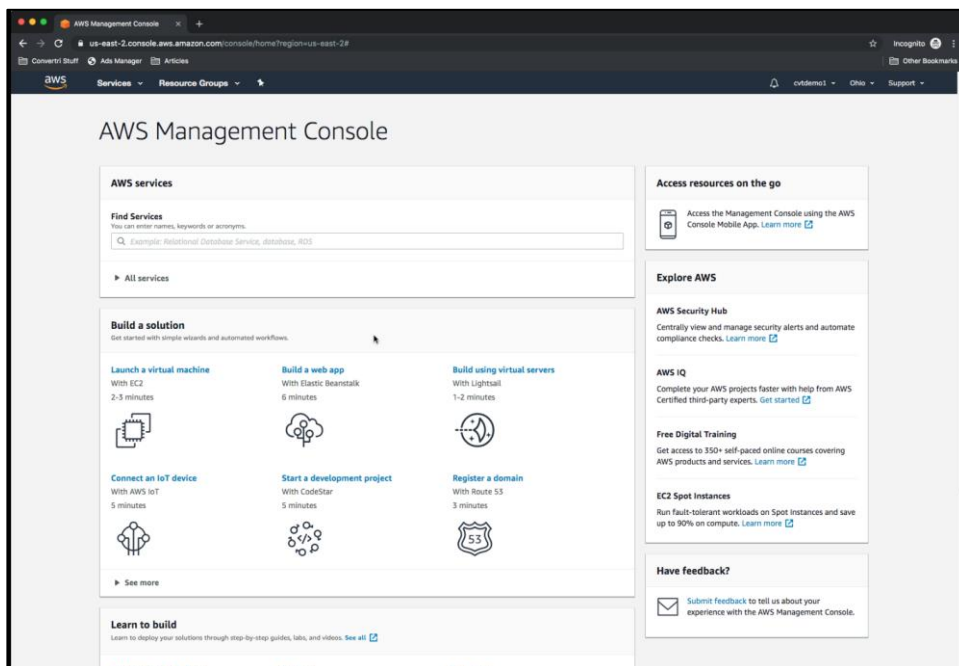 AWS Management Console
us-east-2.console.aws.amazon.com/console/home?region=us-east-2#
Incognito
Convertri Stuff
Ads Manager
Articles
Other Bookmarks
aws
Services
Resource Groups
cvtdemo1
Ohio
Support
AWS Management Console
AWS services
Find Services
You can enter names, keywords or acronyms.
Example: Relational Database Service, database, RDS
All services
Build a solution
Get started with simple wizards and automated workflows.
Launch a virtual machine
With EC2
2-3 minutes
Build a web app
With Elastic Beanstalk
6 minutes
Build using virtual servers
With Lightsail
1-2 minutes
Connect an IoT device
With AWS IoT
5 minutes
Start a development project
With CodeStar
5 minutes
Register a domain
With Route 53
3 minutes
53
See more
Learn to build
Learn to deploy your solutions through step-by-step guides, labs, and videos. See all
Access resources on the go
Access the Management Console using the AWS
Console Mobile App. Learn more
Explore AWS
AWS Security Hub
Centrally view and manage security alerts and automate
compliance checks. Learn more
AWS IQ
Complete your AWS projects faster with help from AWS
Certified third-party experts. Get started
Free Digital Training
Get access to 350+ self-paced online courses covering
AWS products and services. Learn more
EC2 Spot Instances
Run fault-tolerant workloads on Spot Instances and save
up to 90% on compute. Learn more
Have feedback?
Submit feedback to tell us about your
experience with the AWS Management Console.